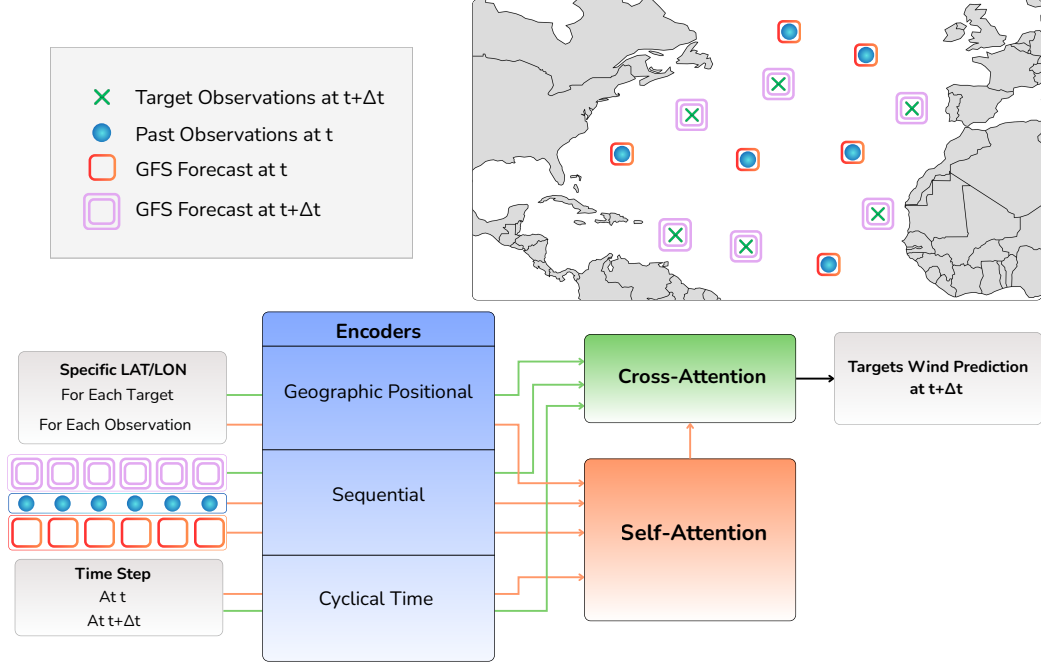 Target Observations at t+Δt
Past Observations at t
GFS Forecast at t
GFS Forecast at t+Δt
Encoders
Specific LAT/LON
For Each Target
For Each Observation
Geographic Positional
Sequential
Time Step
At t
At t+Δt
Cyclical Time
Cross-Attention
Self-Attention
Targets Wind Prediction
at t+Δt